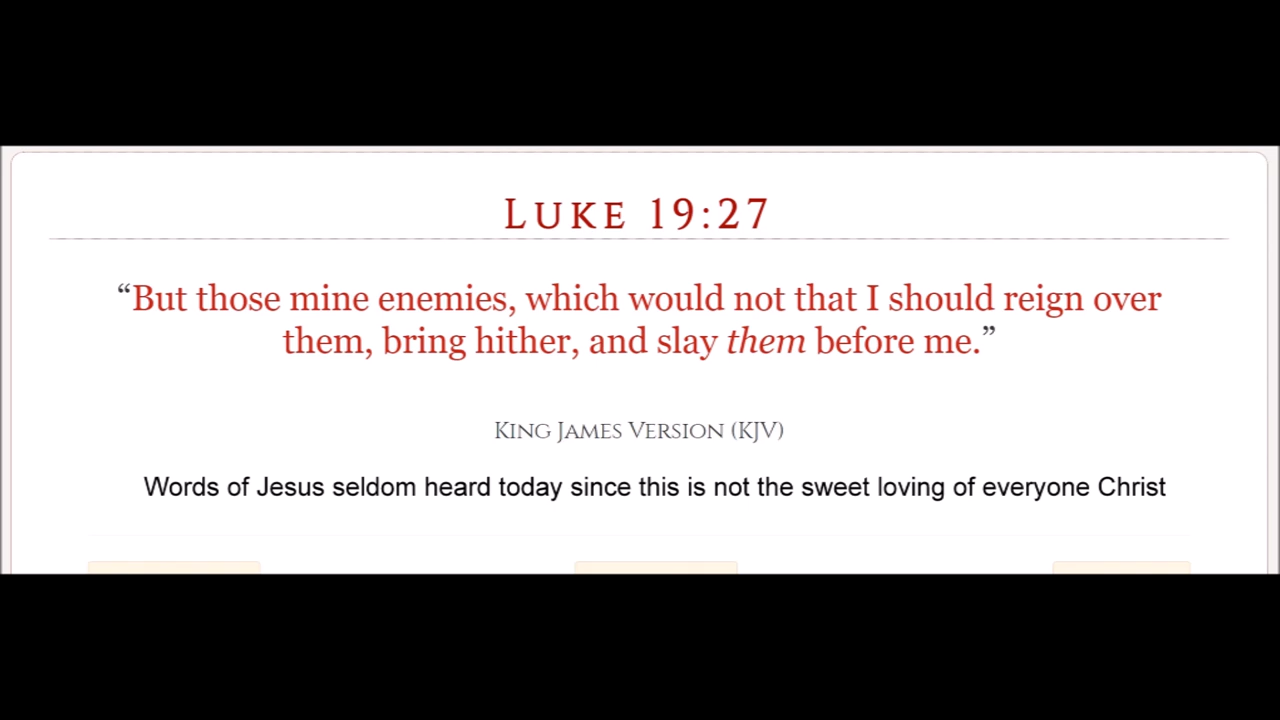 LUKE 19:27
“But those mine enemies, which would not that I should reign over
them, bring hither, and slay them before me.”
KING JAMES VERSION (KJV)
Words of Jesus seldom heard today since this is not the sweet loving of everyone Christ